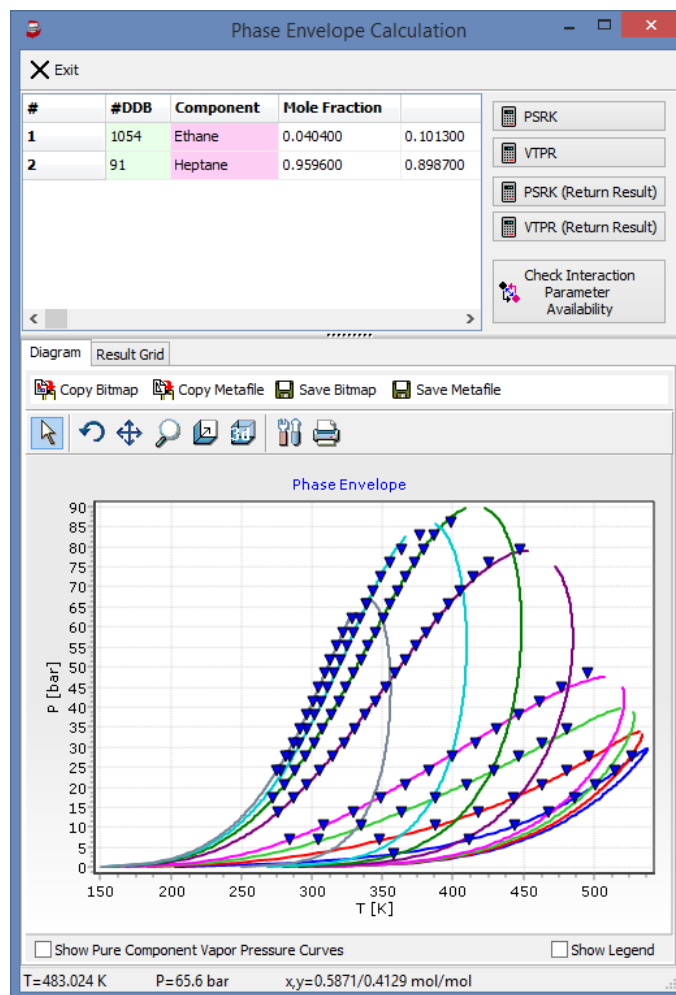 Phase Envelope Calculation
Exit
# #DDB Component Mole Fraction
1 1054 Ethane 0.040400 0.101300
2 91 Heptane 0.959600 0.898700
PSRK
VTPR
PSRK (Return Result)
VTPR (Return Result)
Check Interaction
Parameter
Availability
Diagram Result Grid
Copy Bitmap Copy Metafile Save Bitmap Save Metafile
3d
Phase Envelope
90
85
80
75
70
65
60
55
50
45
40
35
30
25
20
15
10
5
0
P [bar]
150 200 250 300 350 400 450 500
T [K]
Show Pure Component Vapor Pressure Curves Show Legend
T=483.024 K P=65.6 bar x,y=0.5871/0.4129 mol/mol